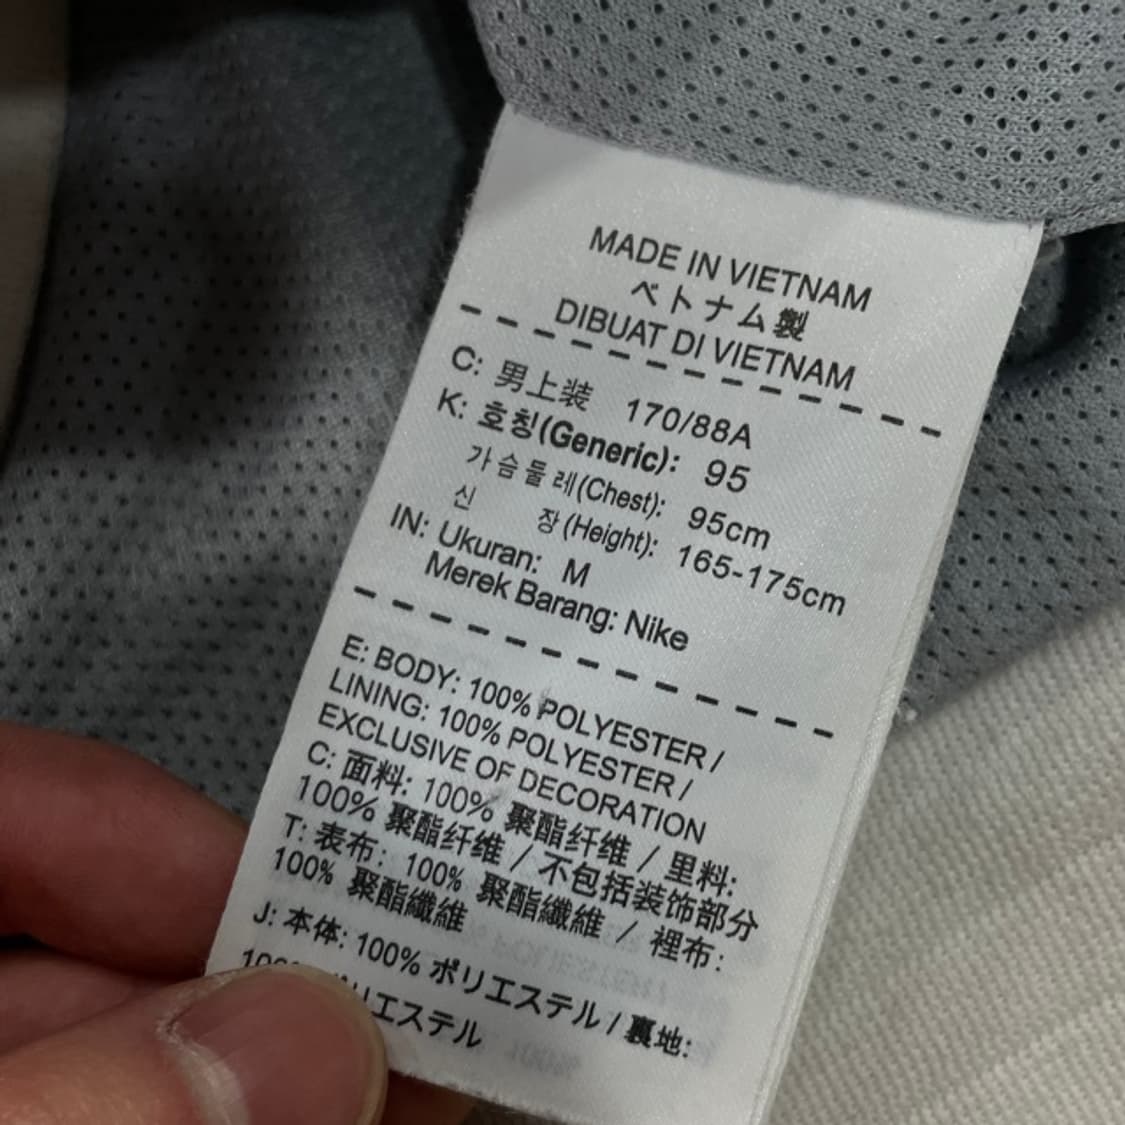 MADE IN VIETNAM
ベトナム製
DIBUAT DI VIETNAM
C: 男上装 170/88A
K: 호칭(Generic): 95
가슴둘레(Chest): 95cm
신 장(Height): 165-175cm
IN: Ukuran: M
Merek Barang: Nike
E: BODY: 100% POLYESTER /
LINING: 100% POLYESTER /
EXCLUSIVE OF DECORATION
C: 面料: 100% 聚酯纤维 / 里料:
100% 聚酯纤维 / 不包括装饰部分
T: 表布: 100% 聚酯纖維 / 裡布:
100% 聚酯纖維
J: 本体: 100% ポリエステル / 裏地:
リエステル